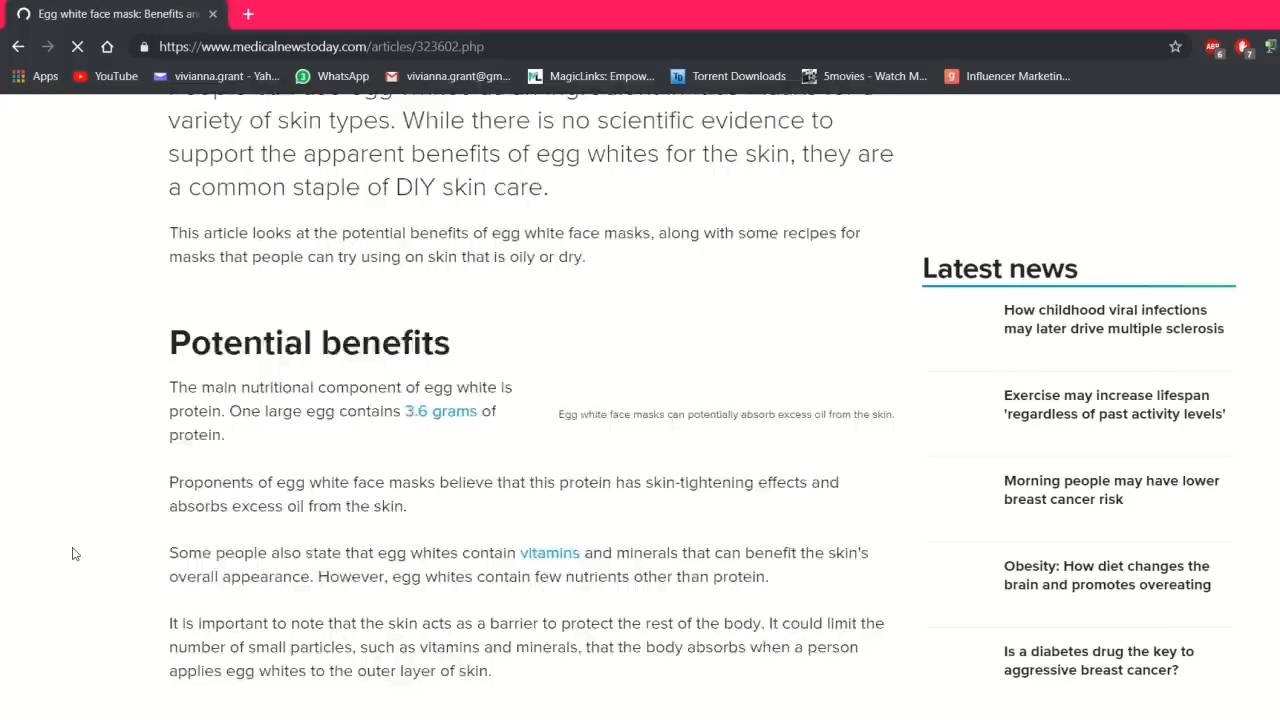 Egg white face mask: Benefits an
https://www.medicalnewstoday.com/articles/323602.php
ABP
6
7
Apps
YouTube
vivianna.grant - Yah...
WhatsApp
vivianna.grant@gm...
MagicLinks: Empow...
Torrent Downloads
5movies - Watch M...
Influencer Marketin...
variety of skin types. While there is no scientific evidence to
support the apparent benefits of egg whites for the skin, they are
a common staple of DIY skin care.
This article looks at the potential benefits of egg white face masks, along with some recipes for
masks that people can try using on skin that is oily or dry.
Potential benefits
The main nutritional component of egg white is
protein. One large egg contains 3.6 grams of
protein.
Egg white face masks can potentially absorb excess oil from the skin.
Proponents of egg white face masks believe that this protein has skin-tightening effects and
absorbs excess oil from the skin.
Some people also state that egg whites contain vitamins and minerals that can benefit the skin's
overall appearance. However, egg whites contain few nutrients other than protein.
It is important to note that the skin acts as a barrier to protect the rest of the body. It could limit the
number of small particles, such as vitamins and minerals, that the body absorbs when a person
applies egg whites to the outer layer of skin.
Latest news
How childhood viral infections
may later drive multiple sclerosis
Exercise may increase lifespan
'regardless of past activity levels'
Morning people may have lower
breast cancer risk
Obesity: How diet changes the
brain and promotes overeating
Is a diabetes drug the key to
aggressive breast cancer?